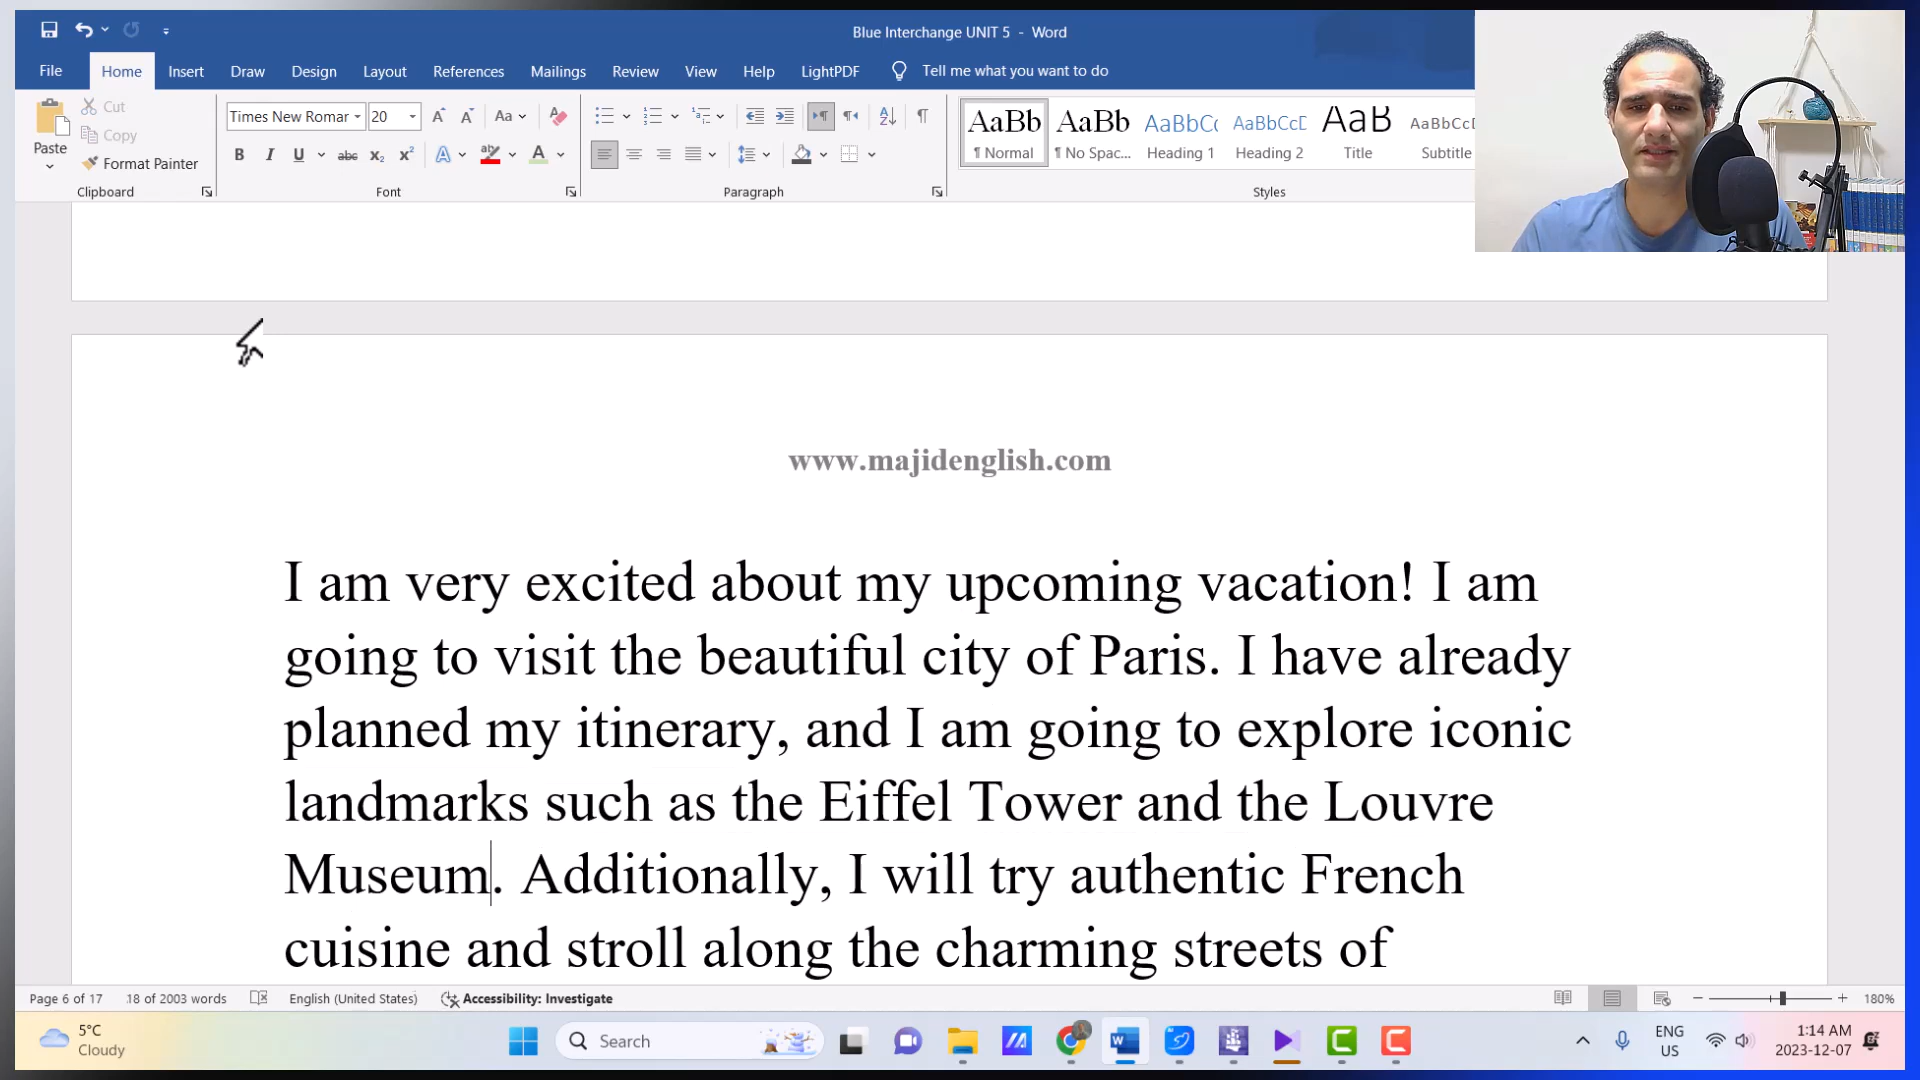 Blue Interchange UNIT 5 - Word
File Home Insert Draw Design Layout References Mailings Review View Help LightPDF Tell me what you want to do
Paste
Cut
Copy
Format Painter
Clipboard
Times New Romar 20
Font
Paragraph
AaBb AaBb AaBbC AaBbCcD AaB AaBbCcD
¶ Normal ¶ No Spac... Heading 1 Heading 2 Title Subtitle
Styles
www.majidenglish.com
I am very excited about my upcoming vacation! I am
going to visit the beautiful city of Paris. I have already
planned my itinerary, and I am going to explore iconic
landmarks such as the Eiffel Tower and the Louvre
Museum. Additionally, I will try authentic French
cuisine and stroll along the charming streets of
Page 6 of 17 18 of 2003 words English (United States) Accessibility: Investigate 180%
5°C
Cloudy
Search
ENG
US
1:14 AM
2023-12-07